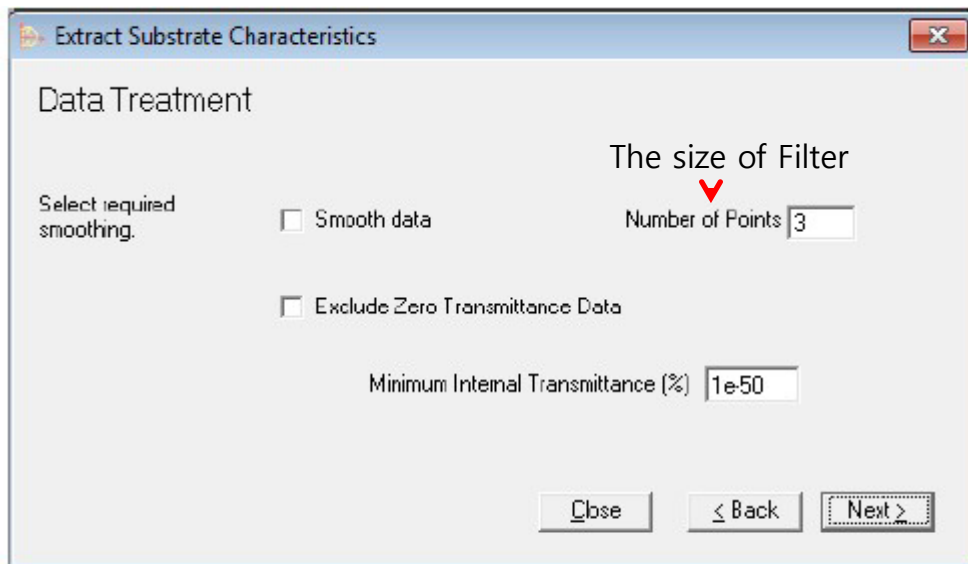 Extract Substrate Characteristics
Data Treatment
The size of Filter
Select required
smoothing.
Smooth data
Number of Points 3
Exclude Zero Transmittance Data
Minimum Internal Transmittance (%) 1e-50
Close
< Back
Next >